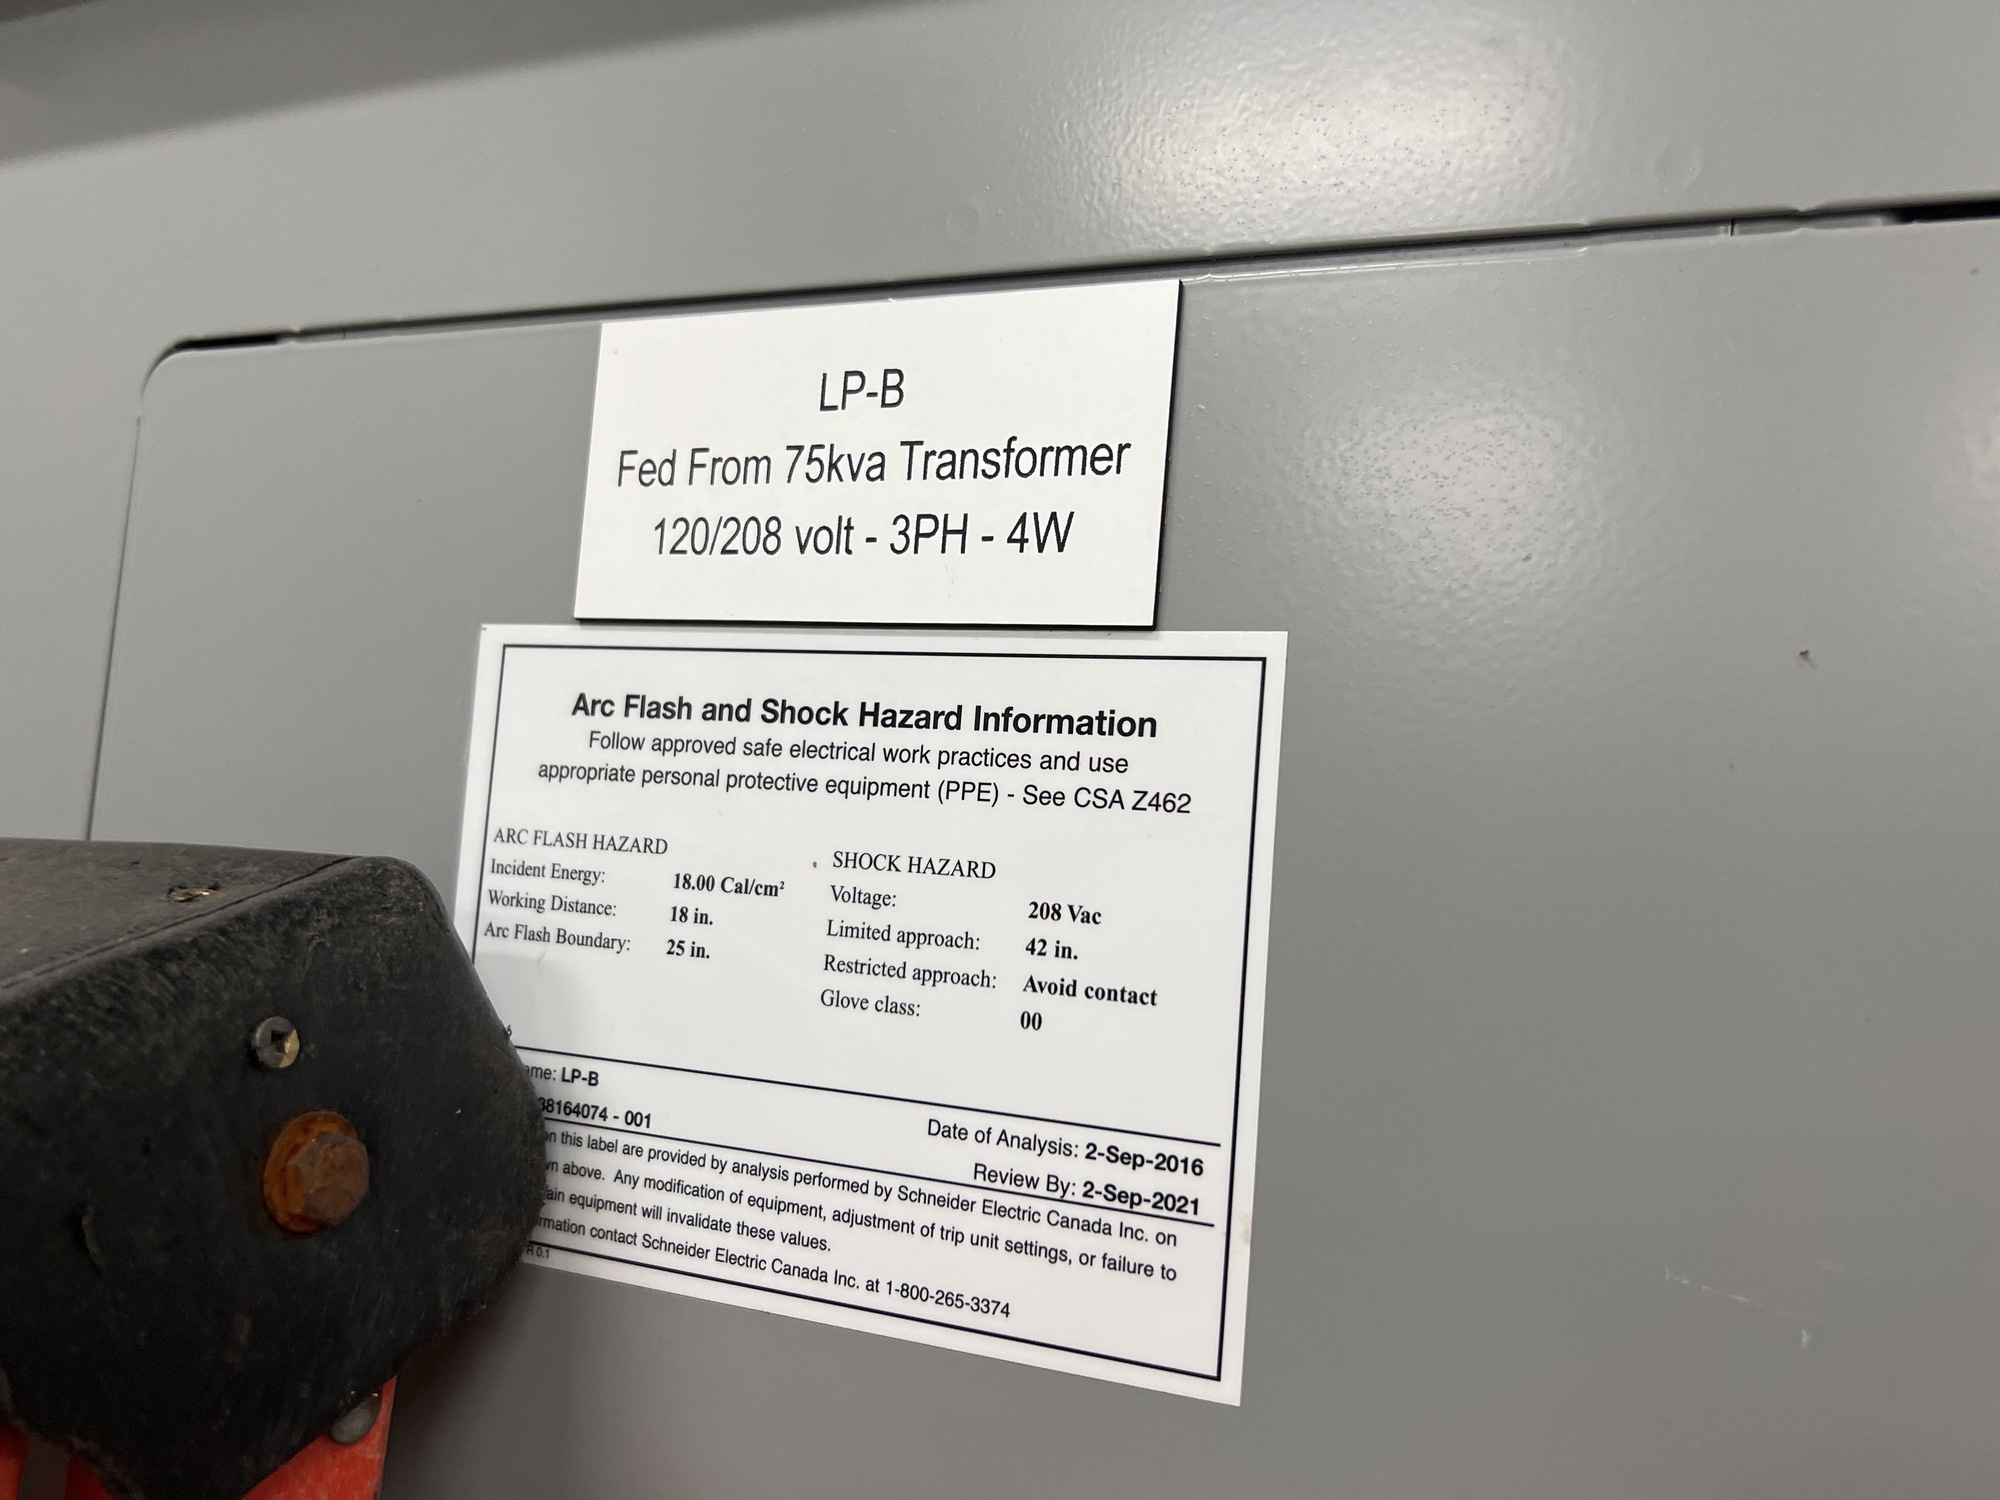 LP-B
Fed From 75kva Transformer
120/208 volt - 3PH - 4W
Arc Flash and Shock Hazard Information
Follow approved safe electrical work practices and use
appropriate personal protective equipment (PPE) - See CSA Z462
ARC FLASH HAZARD
Incident Energy: 18.00 Cal/cm²
Working Distance: 18 in.
Arc Flash Boundary: 25 in.
SHOCK HAZARD
Voltage: 208 Vac
Limited approach: 42 in.
Restricted approach: Avoid contact
Glove class: 00
LP-B
38164074 - 001
Date of Analysis: 2-Sep-2016
Review By: 2-Sep-2021
on this label are provided by analysis performed by Schneider Electric Canada Inc. on
above. Any modification of equipment, adjustment of trip unit settings, or failure to
equipment will invalidate these values.
contact Schneider Electric Canada Inc. at 1-800-265-3374